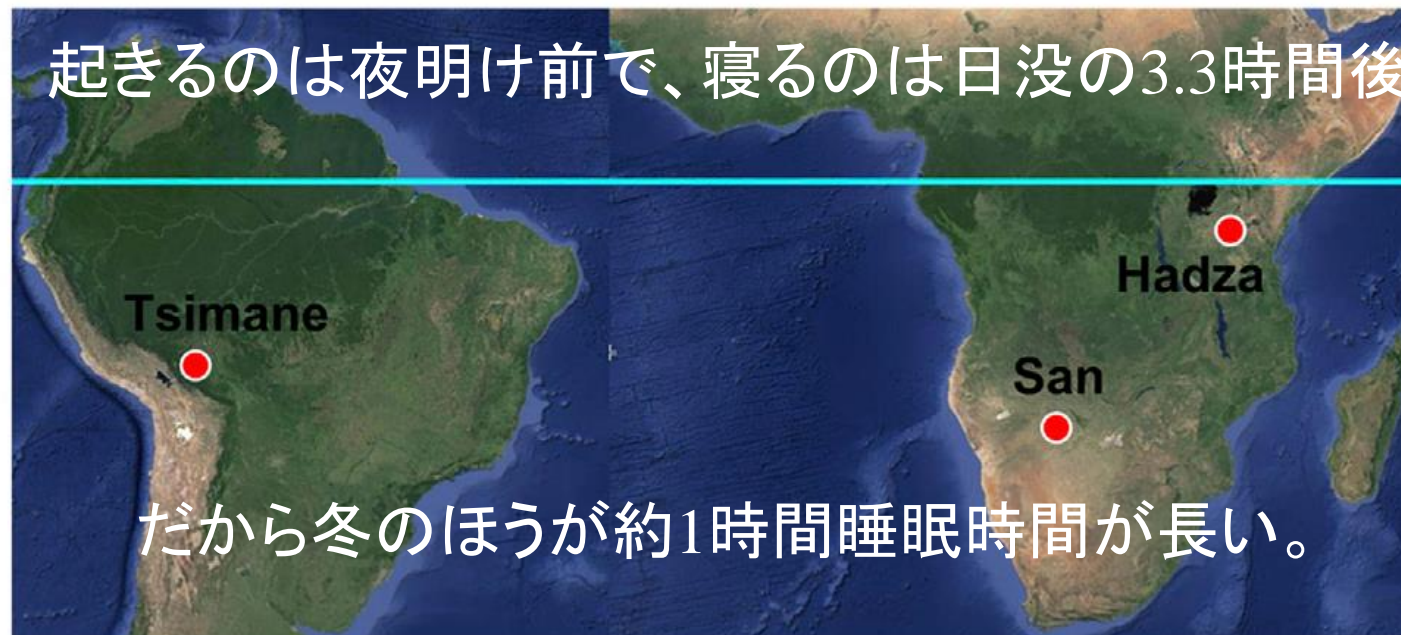 起きるのは夜明け前で、寝るのは日没の3.3時間後
Tsimane
Hadza
San
だから冬のほうが約1時間睡眠時間が長い。